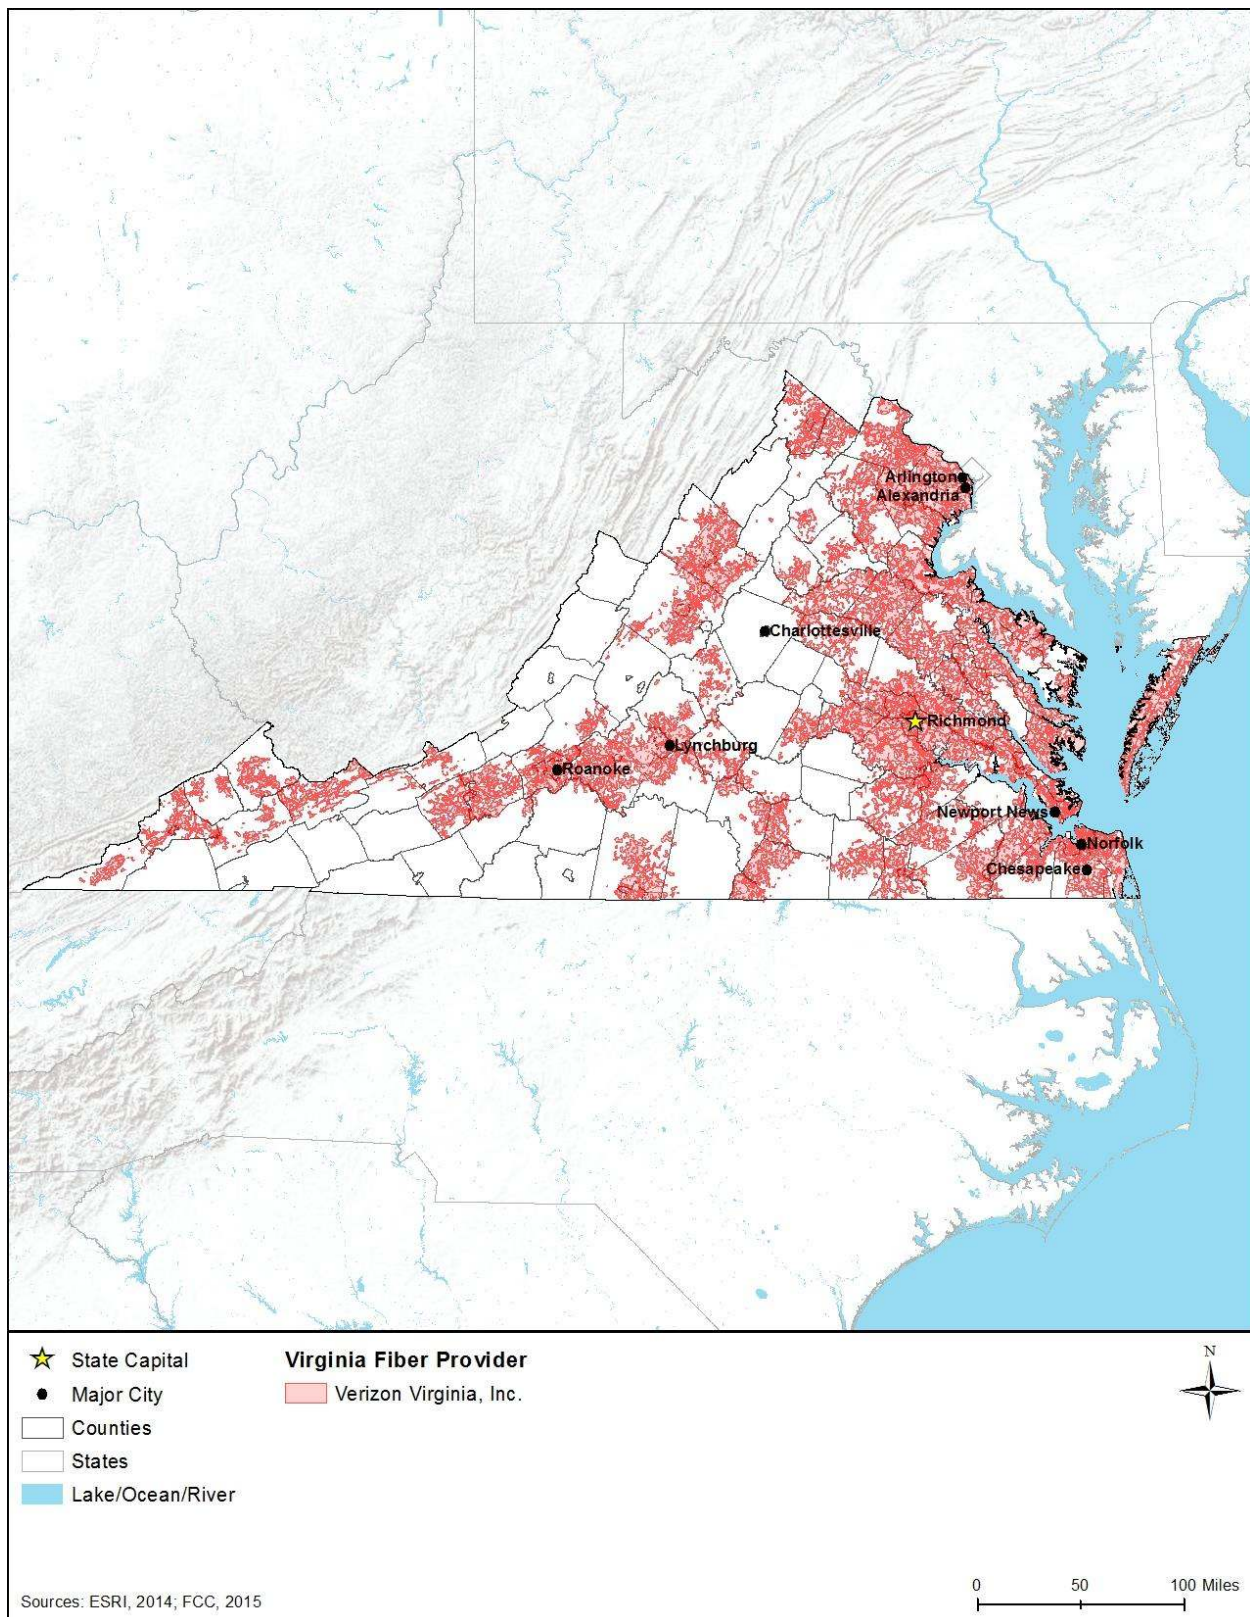 Arlington
Alexandria
Charlottesville
Richmond
Lynchburg
Roanoke
Newport News
Norfolk
Chesapeake
State Capital
Major City
Counties
States
Lake/Ocean/River
Virginia Fiber Provider
Verizon Virginia, Inc.
N
Sources: ESRI, 2014; FCC, 2015
0 50 100 Miles